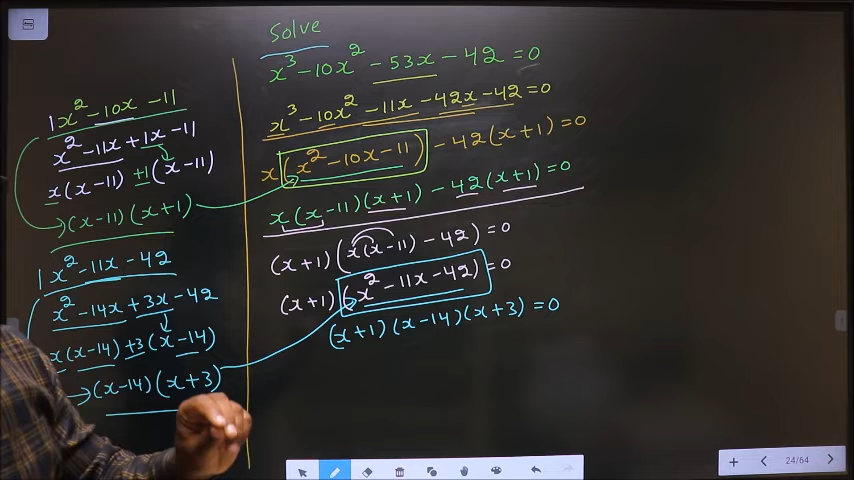 Solve
x³ - 10x² - 53x - 42 = 0
x³ - 10x² - 11x - 42x - 42 = 0
x(x² - 10x - 11) - 42(x + 1) = 0
x(x - 11)(x + 1) - 42(x + 1) = 0
(x + 1)(x(x - 11) - 42) = 0
(x + 1)(x² - 11x - 42) = 0
(x + 1)(x - 14)(x + 3) = 0
1x² - 10x - 11
x² - 11x + 1x - 11
x(x - 11) + 1(x - 11)
(x - 11)(x + 1)
1x² - 11x - 42
x² - 14x + 3x - 42
x(x - 14) + 3(x - 14)
(x - 14)(x + 3)
24/64